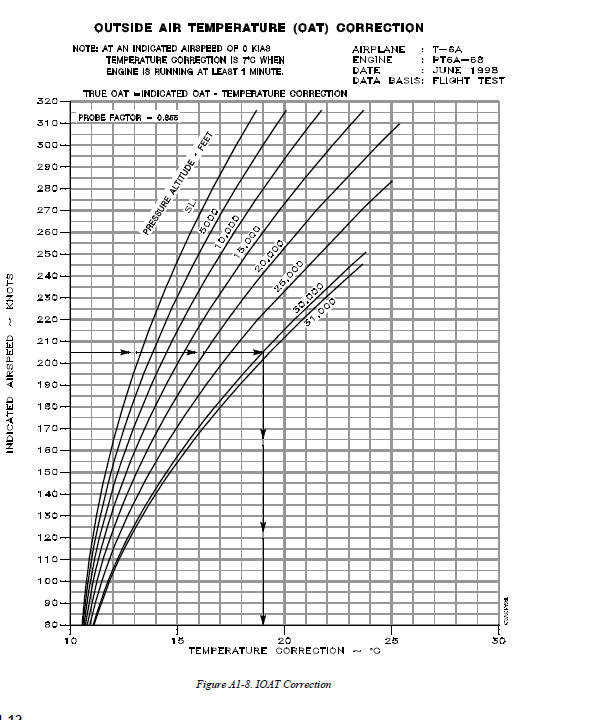 OUTSIDE AIR TEMPERATURE (OAT) CORRECTION
NOTE: AT AN INDICATED AIRSPEED OF 0 KIAS
TEMPERATURE CORRECTION IS 7°C WHEN
ENGINE IS RUNNING AT LEAST 1 MINUTE.
AIRPLANE : T-6A
ENGINE : PT6A-68
DATE : JUNE 1998
DATA BASIS: FLIGHT TEST
TRUE OAT = INDICATED OAT - TEMPERATURE CORRECTION
PROBE FACTOR - 0.855
PRESSURE ALTITUDE - FEET
SL
5000
10,000
15,000
20,000
25,000
30,000
31,000
INDICATED AIRSPEED ~ KNOTS
320
310
300
290
280
270
260
250
240
230
220
210
200
190
180
170
160
150
140
130
120
110
100
90
80
10 15 20 25 30
TEMPERATURE CORRECTION ~ °C
Figure A1-8. IOAT Correction